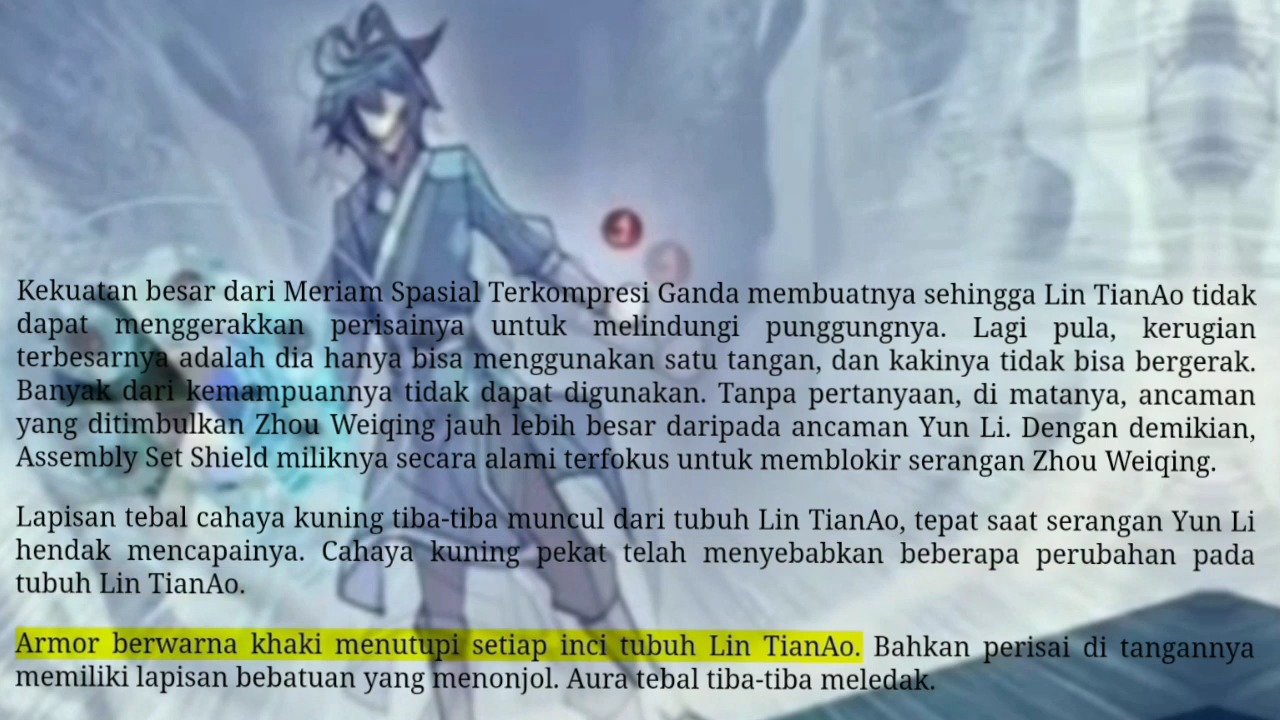 Kekuatan besar dari Meriam Spasial Terkompresi Ganda membuatnya sehingga Lin TianAo tidak
dapat menggerakkan perisainya untuk melindungi punggungnya. Lagi pula, kerugian
terbesarnya adalah dia hanya bisa menggunakan satu tangan, dan kakinya tidak bisa bergerak.
Banyak dari kemampuannya tidak dapat digunakan. Tanpa pertanyaan, di matanya, ancaman
yang ditimbulkan Zhou Weiqing jauh lebih besar daripada ancaman Yun Li. Dengan demikian,
Assembly Set Shield miliknya secara alami terfokus untuk memblokir serangan Zhou Weiqing.
Lapisan tebal cahaya kuning tiba-tiba muncul dari tubuh Lin TianAo, tepat saat serangan Yun Li
hendak mencapainya. Cahaya kuning pekat telah menyebabkan beberapa perubahan pada
tubuh Lin TianAo.
Armor berwarna khaki menutupi setiap inci tubuh Lin TianAo. Bahkan perisai di tangannya
memiliki lapisan bebatuan yang menonjol. Aura tebal tiba-tiba meledak.